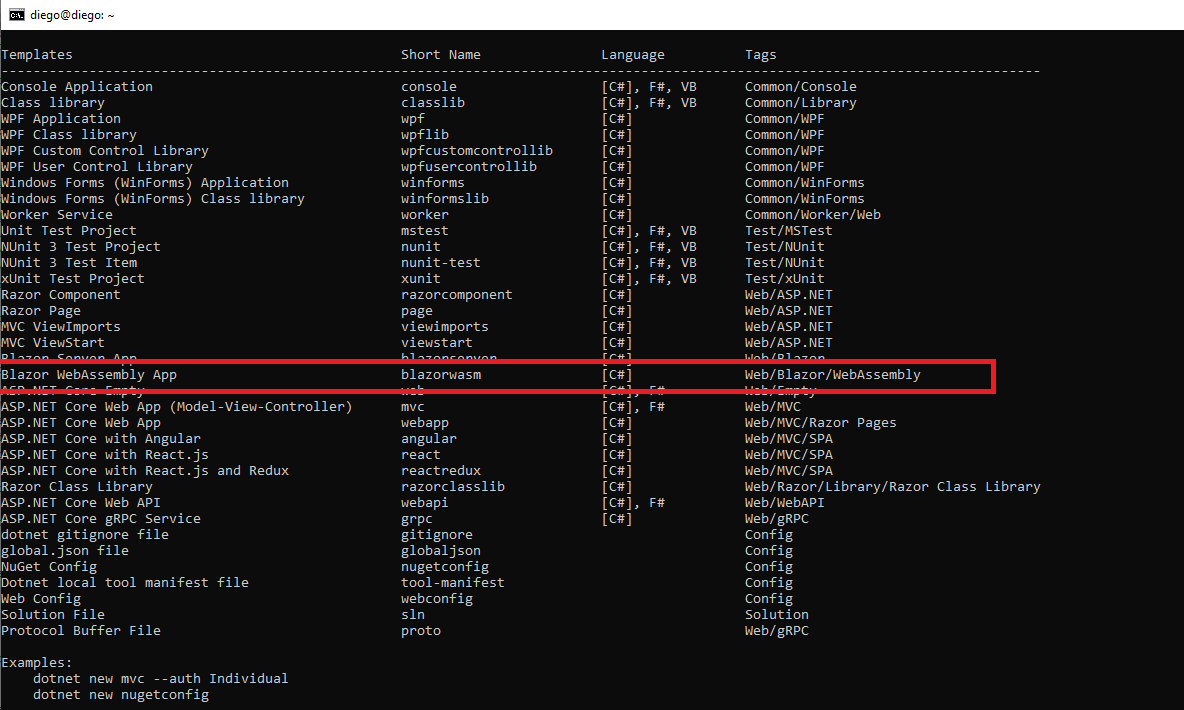 diego@diego: ~
Templates Short Name Language Tags
----------------------------------------------------------------------------------------------------------------------------------
Console Application console [C#], F#, VB Common/Console
Class library classlib [C#], F#, VB Common/Library
WPF Application wpf [C#] Common/WPF
WPF Class library wpflib [C#] Common/WPF
WPF Custom Control Library wpfcustomcontrollib [C#] Common/WPF
WPF User Control Library wpfusercontrollib [C#] Common/WPF
Windows Forms (WinForms) Application winforms [C#] Common/WinForms
Windows Forms (WinForms) Class library winformslib [C#] Common/WinForms
Worker Service worker [C#] Common/Worker/Web
Unit Test Project mstest [C#], F#, VB Test/MSTest
NUnit 3 Test Project nunit [C#], F#, VB Test/NUnit
NUnit 3 Test Item nunit-test [C#], F#, VB Test/NUnit
xUnit Test Project xunit [C#], F#, VB Test/xUnit
Razor Component razorcomponent [C#] Web/ASP.NET
Razor Page page [C#] Web/ASP.NET
MVC ViewImports viewimports [C#] Web/ASP.NET
MVC ViewStart viewstart [C#] Web/ASP.NET
Blazor Server App blazorserver [C#] Web/Blazor
Blazor WebAssembly App blazorwasm [C#] Web/Blazor/WebAssembly
ASP.NET Core Empty web [C#], F# Web/Empty
ASP.NET Core Web App (Model-View-Controller) mvc [C#], F# Web/MVC
ASP.NET Core Web App webapp [C#] Web/MVC/Razor Pages
ASP.NET Core with Angular angular [C#] Web/MVC/SPA
ASP.NET Core with React.js react [C#] Web/MVC/SPA
ASP.NET Core with React.js and Redux reactredux [C#] Web/MVC/SPA
Razor Class Library razorclasslib [C#] Web/Razor/Library/Razor Class Library
ASP.NET Core Web API webapi [C#], F# Web/WebAPI
ASP.NET Core gRPC Service grpc [C#] Web/gRPC
dotnet gitignore file gitignore Config
global.json file globaljson Config
NuGet Config nugetconfig Config
Dotnet local tool manifest file tool-manifest Config
Web Config webconfig Config
Solution File sln Solution
Protocol Buffer File proto Web/gRPC
Examples:
dotnet new mvc --auth Individual
dotnet new nugetconfig